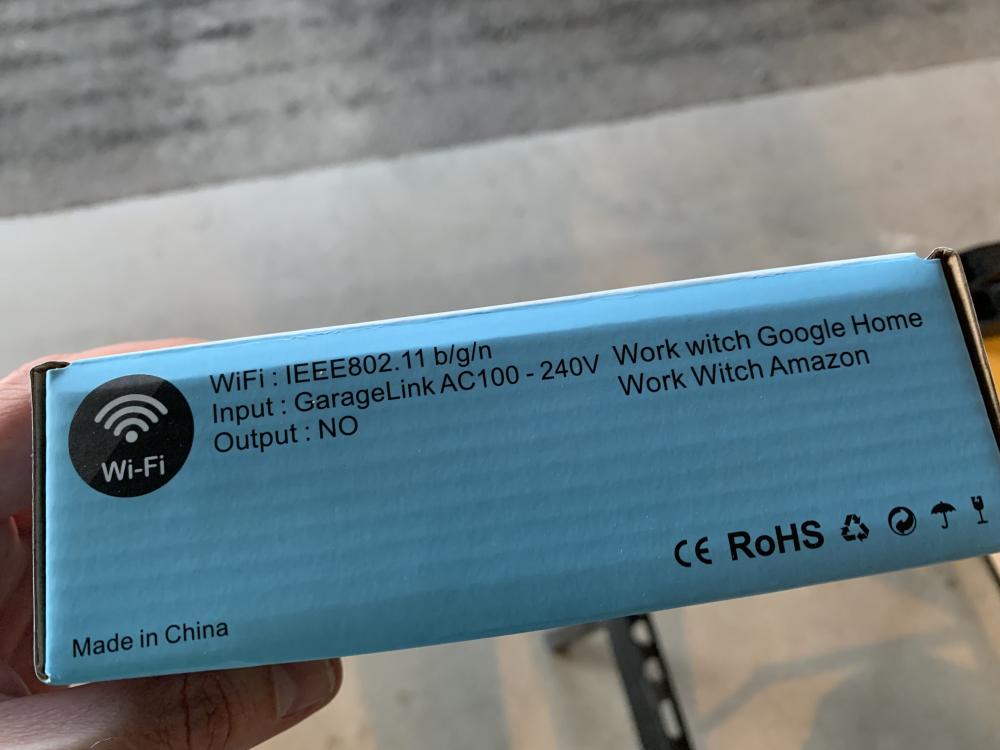 WiFi : IEEE802.11 b/g/n
Input : GarageLink AC100 - 240V
Output : NO
Work witch Google Home
Work Witch Amazon
Wi-Fi
CE RoHS
Made in China